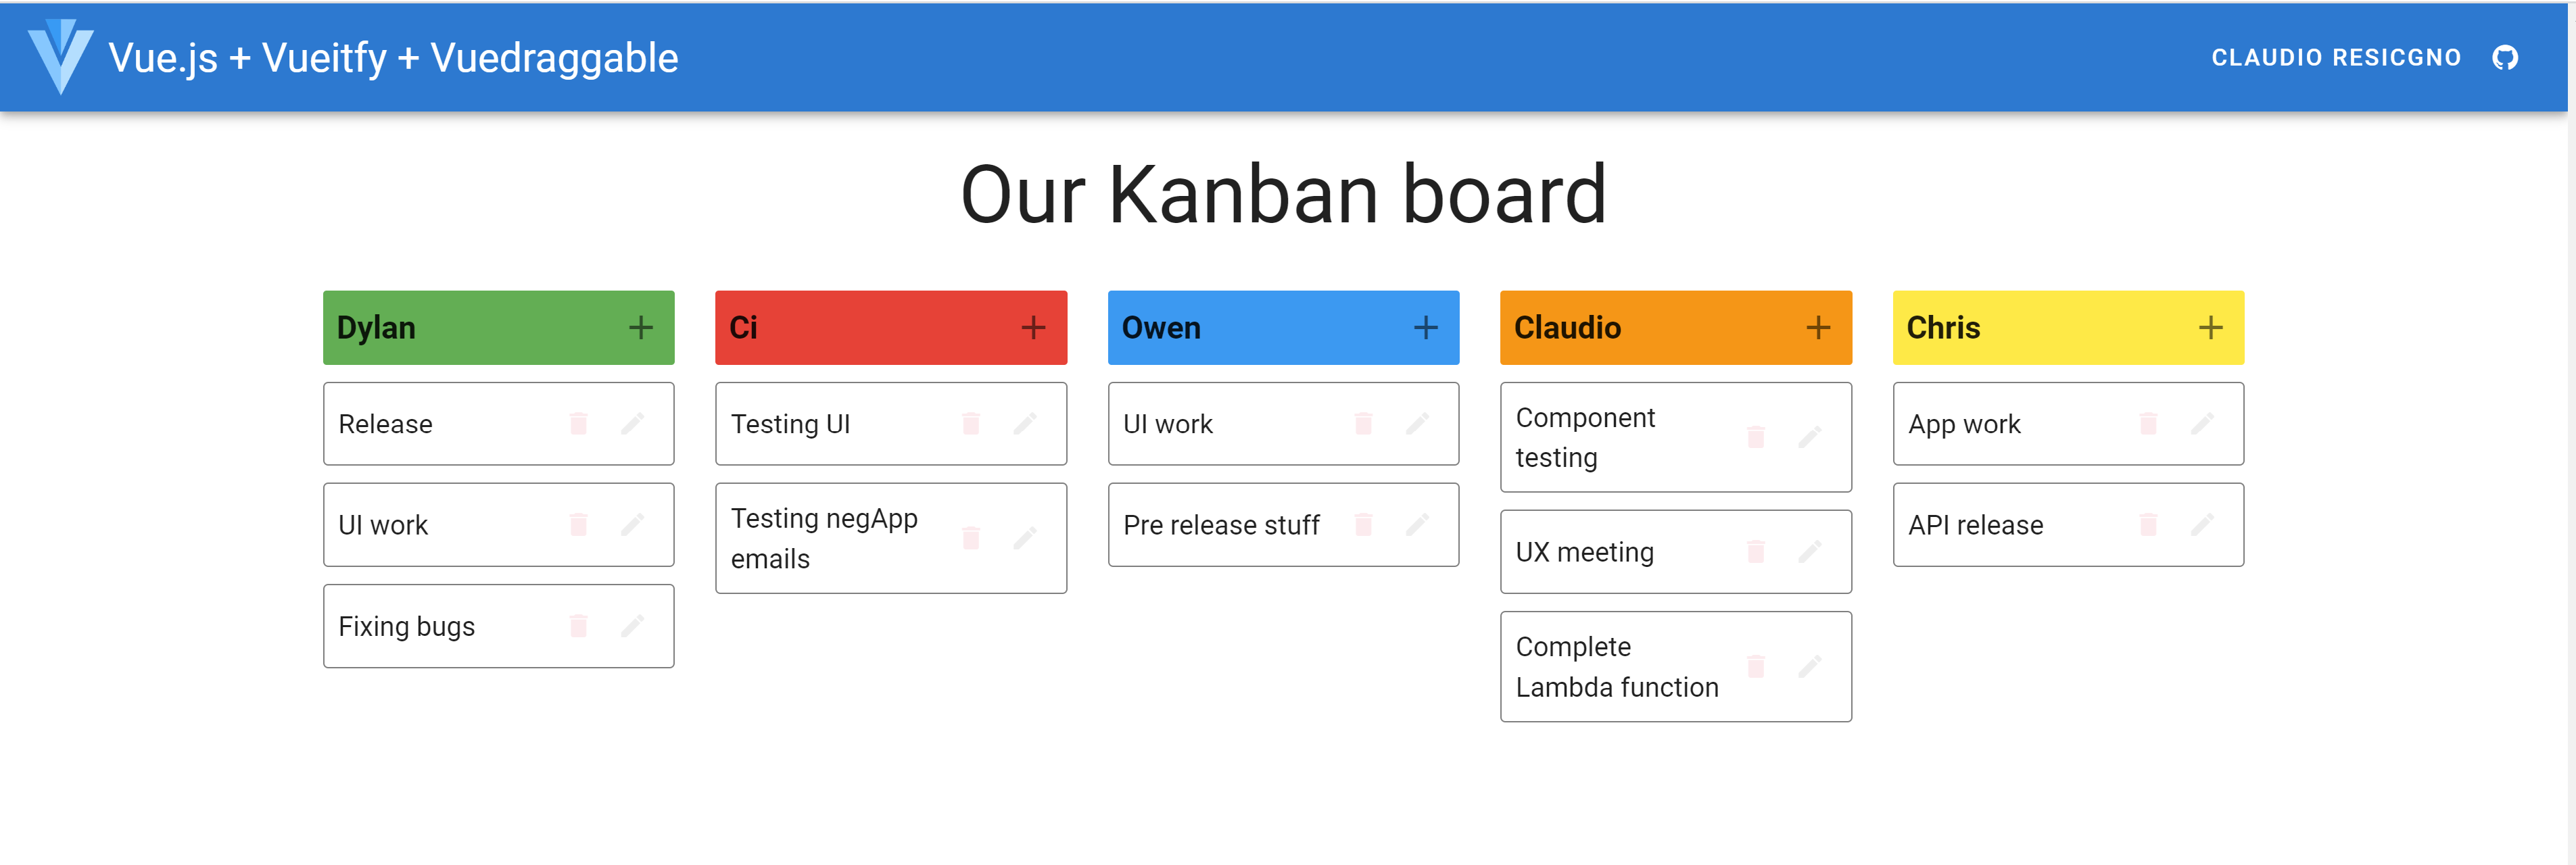 Vue.js + Vueitfy + Vuedraggable
CLAUDIO RESICGNO
Our Kanban board
Dylan
Release
UI work
Fixing bugs
Ci
Testing UI
Testing negApp
emails
Owen
UI work
Pre release stuff
Claudio
Component
testing
UX meeting
Complete
Lambda function
Chris
App work
API release